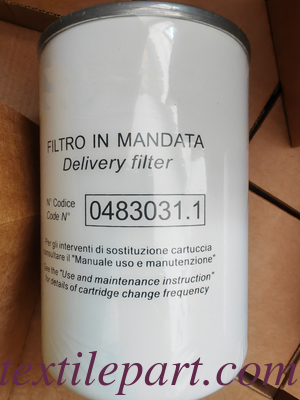 FILTRO IN MANDATA
Delivery filter
N° Codice
Code N°
0483031.1
Per gli interventi di sostituzione cartuccia
consultare il "Manuale uso e manutenzione"
See the "Use and maintenance instruction"
for details of cartridge change frequency
textilepart.com